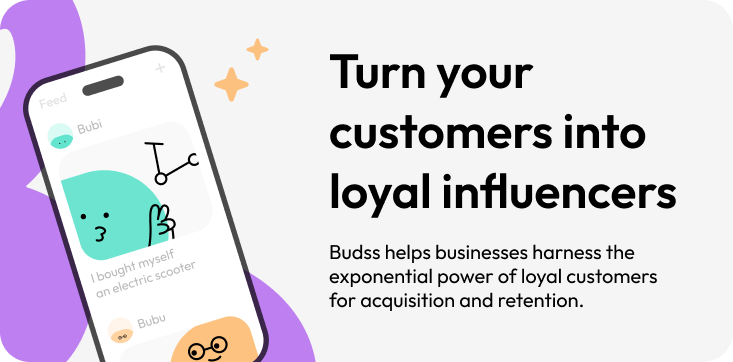 Feed
Bubi
I bought myself
an electric scooter
Bubu
Turn your
customers into
loyal influencers
Budss helps businesses harness the
exponential power of loyal customers
for acquisition and retention.